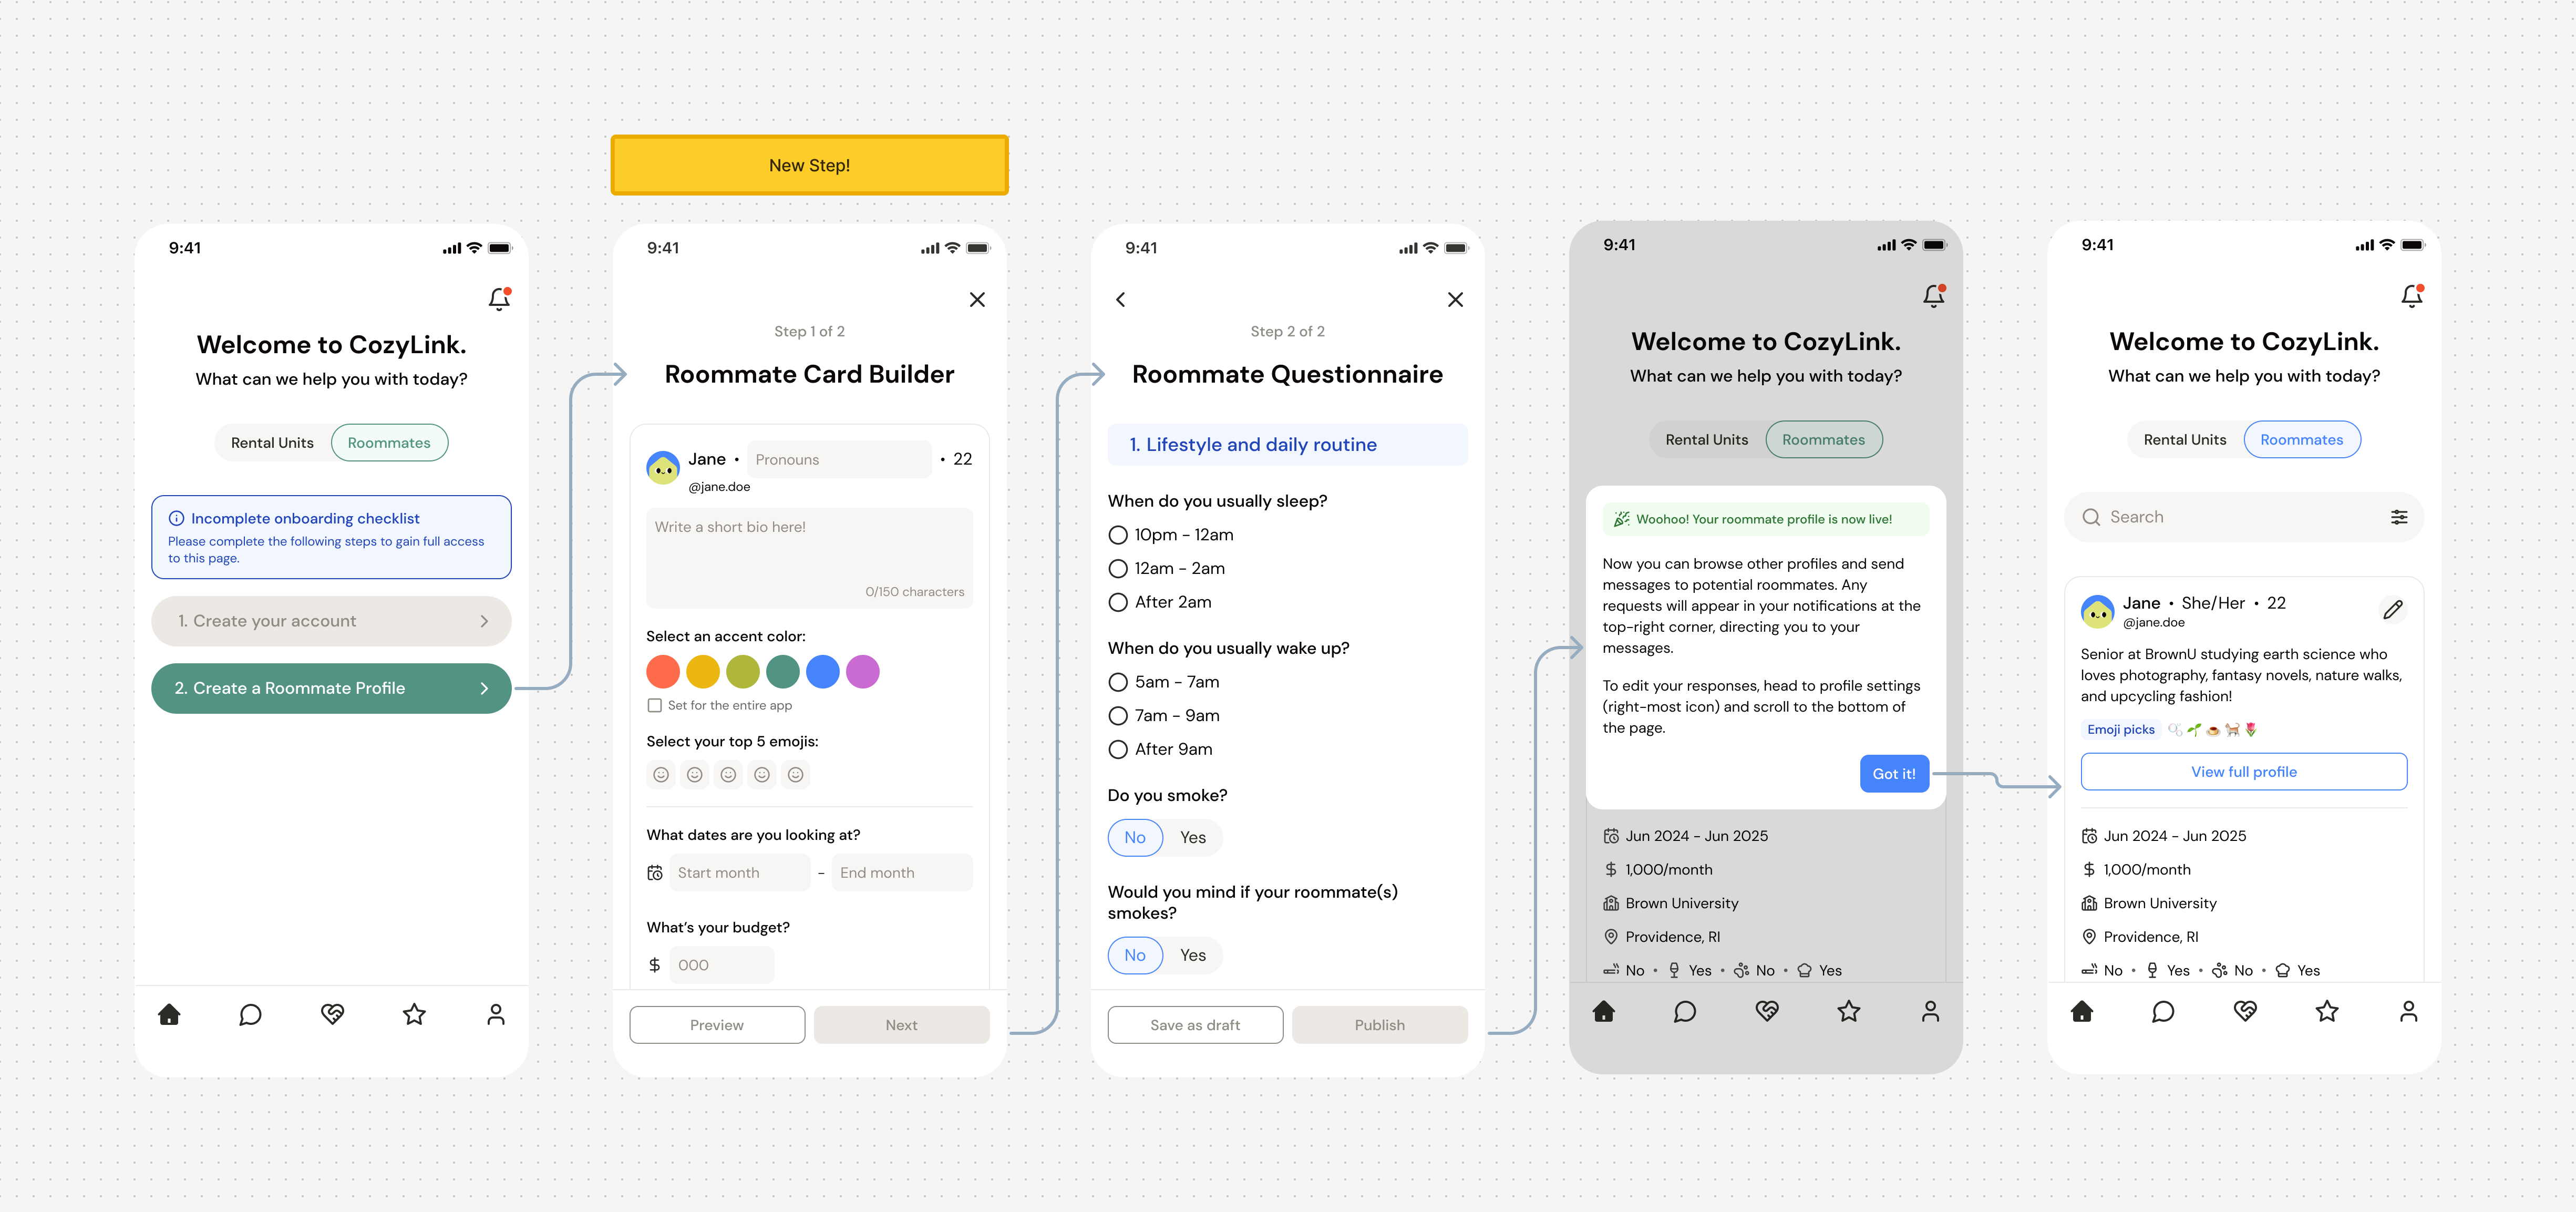 New Step!
9:41
Welcome to CozyLink.
What can we help you with today?
Rental Units
Roommates
Incomplete onboarding checklist
Please complete the following steps to gain full access
to this page.
1. Create your account
2. Create a Roommate Profile
9:41
Step 1 of 2
Roommate Card Builder
Jane • Pronouns • 22
@jane.doe
Write a short bio here!
0/150 characters
Select an accent color:
Set for the entire app
Select your top 5 emojis:
What dates are you looking at?
Start month - End month
What's your budget?
$ 000
Preview
Next
9:41
Step 2 of 2
Roommate Questionnaire
1. Lifestyle and daily routine
When do you usually sleep?
10pm - 12am
12am - 2am
After 2am
When do you usually wake up?
5am - 7am
7am - 9am
After 9am
Do you smoke?
No Yes
Would you mind if your roommate(s)
smokes?
No Yes
Save as draft
Publish
9:41
Welcome to CozyLink.
What can we help you with today?
Rental Units
Roommates
Woohoo! Your roommate profile is now live!
Now you can browse other profiles and send
messages to potential roommates. Any
requests will appear in your notifications at the
top-right corner, directing you to your
messages.
To edit your responses, head to profile settings
(right-most icon) and scroll to the bottom of
the page.
Got it!
Jun 2024 - Jun 2025
$ 1,000/month
Brown University
Providence, RI
No • Yes • No • Yes
9:41
Welcome to CozyLink.
What can we help you with today?
Rental Units
Roommates
Search
Jane • She/Her • 22
@jane.doe
Senior at BrownU studying earth science who
loves photography, fantasy novels, nature walks,
and upcycling fashion!
Emoji picks
View full profile
Jun 2024 - Jun 2025
$ 1,000/month
Brown University
Providence, RI
No • Yes • No • Yes